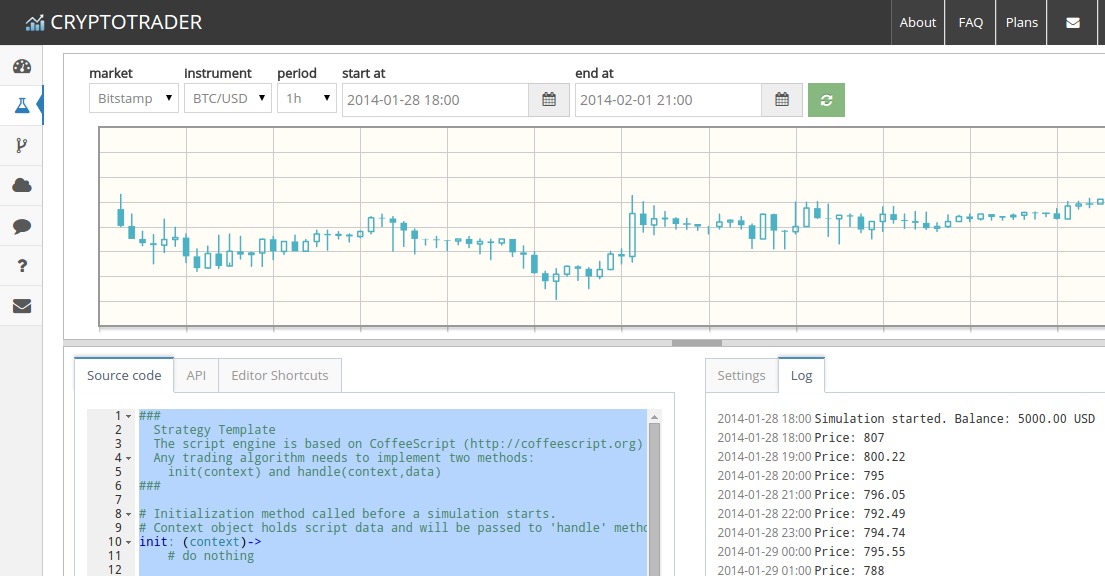 CRYPTOTRADER
About FAQ Plans
market instrument period start at end at
Bitstamp BTC/USD 1h 2014-01-28 18:00 2014-02-01 21:00
Source code API Editor Shortcuts
Settings Log
1 ###
2 Strategy Template
3 The script engine is based on CoffeeScript (http://coffeescript.org)
4 Any trading algorithm needs to implement two methods:
5 init(context) and handle(context,data)
6 ###
7
8 # Initialization method called before a simulation starts.
9 # Context object holds script data and will be passed to 'handle' metho
10 init: (context)->
11 # do nothing
12
2014-01-28 18:00 Simulation started. Balance: 5000.00 USD
2014-01-28 18:00 Price: 807
2014-01-28 19:00 Price: 800.22
2014-01-28 20:00 Price: 795
2014-01-28 21:00 Price: 796.05
2014-01-28 22:00 Price: 792.49
2014-01-28 23:00 Price: 794.74
2014-01-29 00:00 Price: 795.55
2014-01-29 01:00 Price: 788